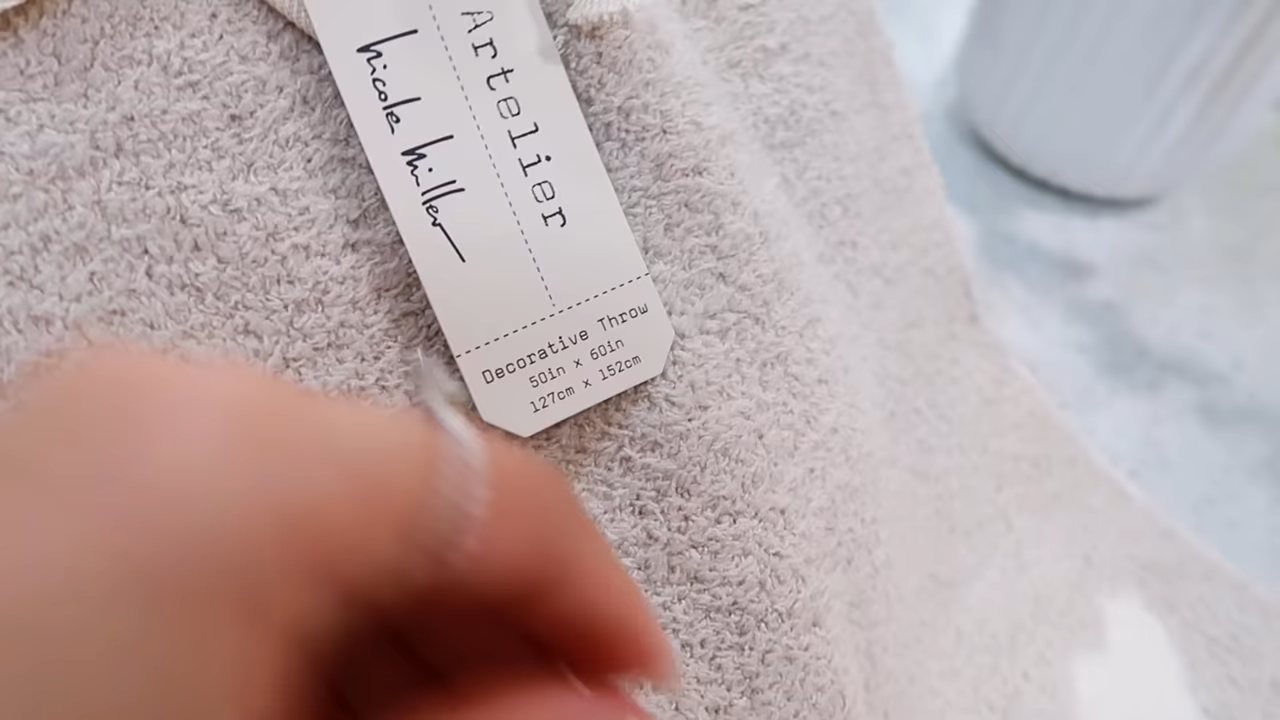 Artelier
nicole miller
Decorative Throw
50in x 60in
127cm x 152cm